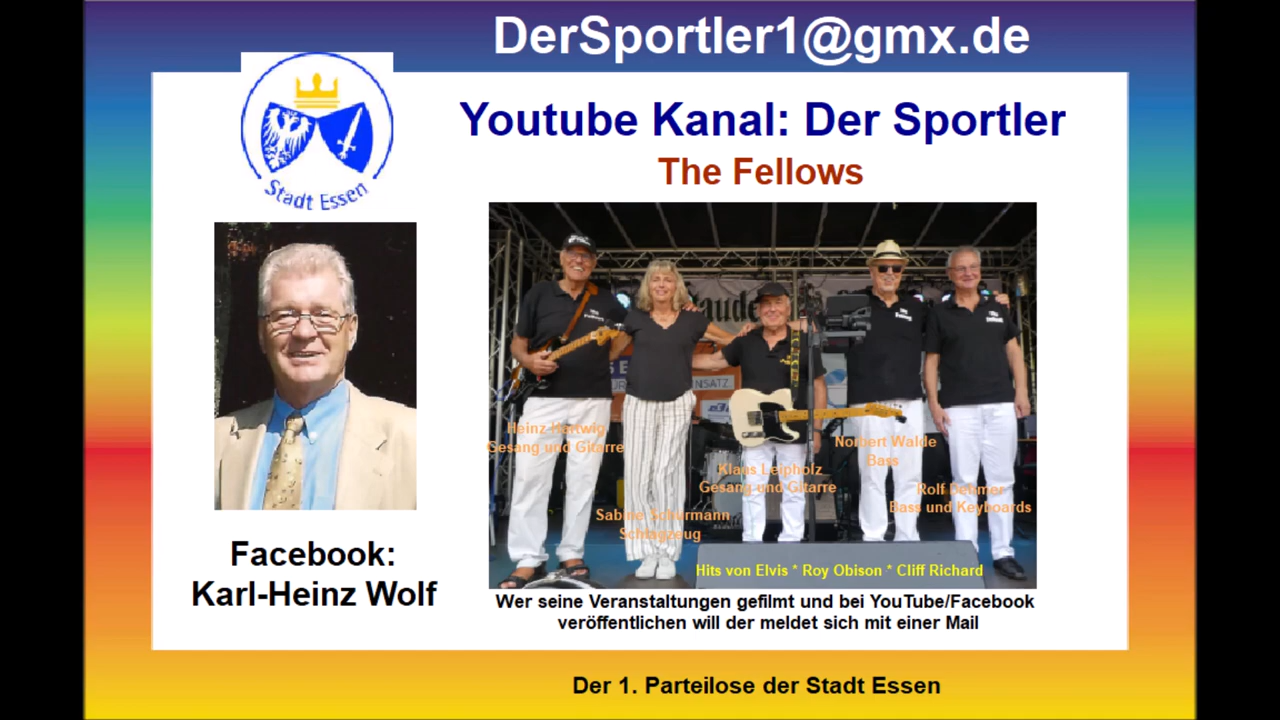 DerSportler1@gmx.de
Youtube Kanal: Der Sportler
The Fellows
Stadt Essen
Heinz Hartwig
Gesang und Gitarre
Norbert Walde
Bass
Klaus Leipholz
Gesang und Gitarre
Rolf
Bass und Keyboards
Sabine Schürmann
Schlagzeug
Hits von Elvis * Roy Obison * Cliff Richard
Facebook:
Karl-Heinz Wolf
Wer seine Veranstaltungen gefilmt und bei YouTube/Facebook
veröffentlichen will der meldet sich mit einer Mail
Der 1. Parteilose der Stadt Essen